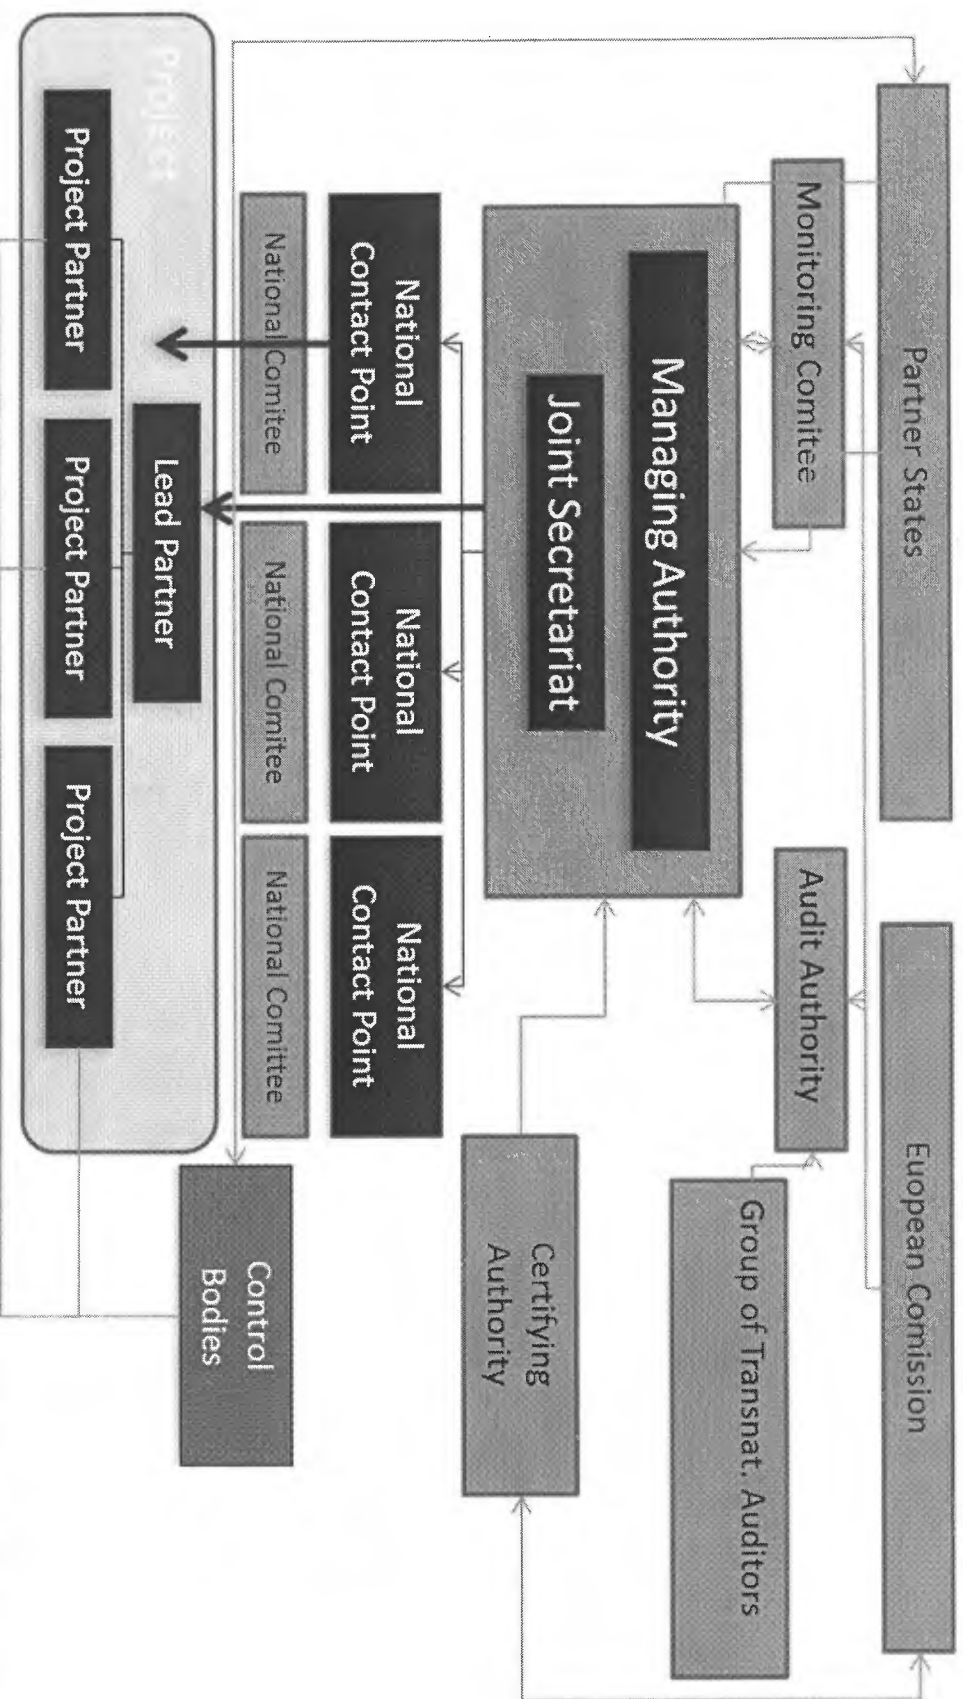 Partner States
Euopean Comission
Monitoring Comitee
Audit Authority
Group of Transnat. Auditors
Managing Authority
Joint Secretariat
Certifying
Authority
National
Contact Point
National
Contact Point
National
Contact Point
National Comitee
National Comitee
National Comittee
Control
Bodies
Project
Lead Partner
Project Partner
Project Partner
Project Partner